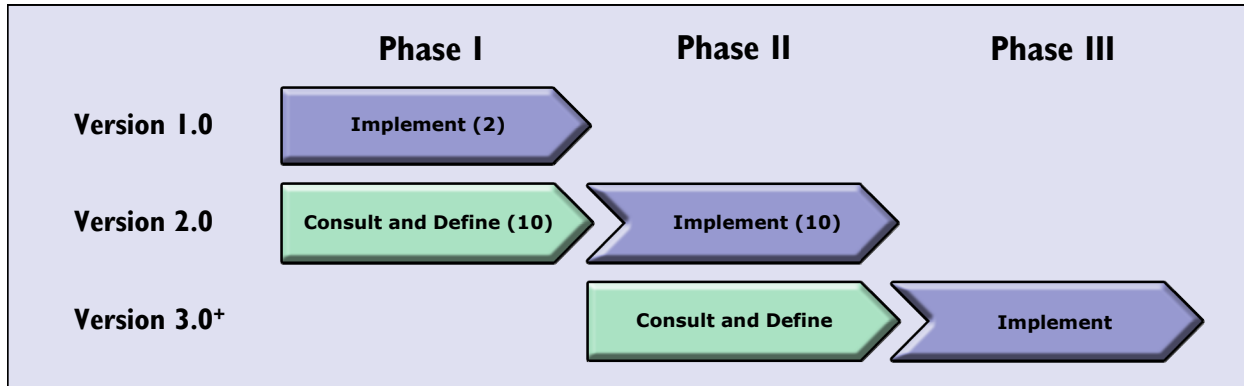 Phase I Phase II Phase III
Version 1.0 Implement (2)
Version 2.0 Consult and Define (10) Implement (10)
Version 3.0+ Consult and Define Implement